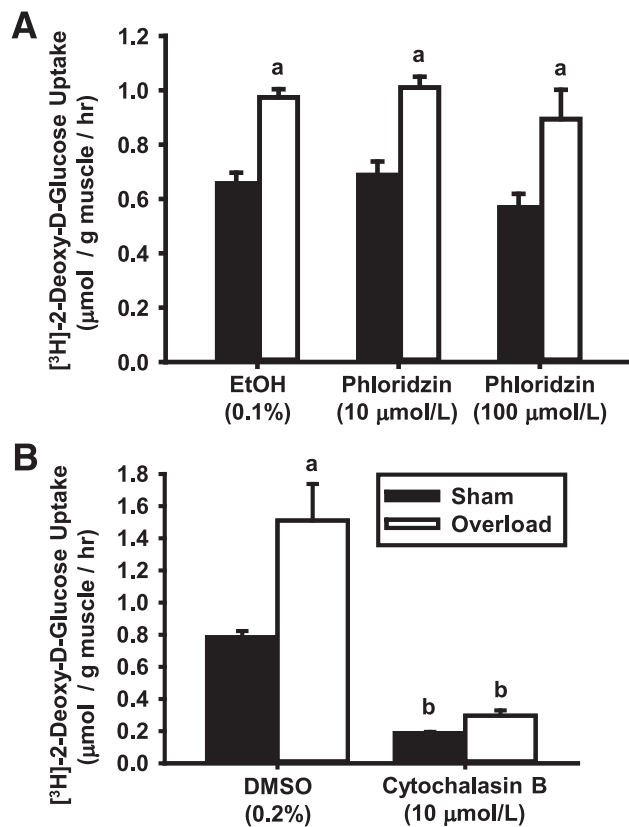 A
[³H]-2-Deoxy-D-Glucose Uptake
(μmol / g muscle / hr)
1.2
1.0
0.8
0.6
0.4
0.2
0.0
a
a
a
EtOH
(0.1%)
Phloridzin
(10 μmol/L)
Phloridzin
(100 μmol/L)
B
[³H]-2-Deoxy-D-Glucose Uptake
(μmol / g muscle / hr)
1.8
1.6
1.4
1.2
1.0
0.8
0.6
0.4
0.2
0.0
a
b
b
Sham
Overload
DMSO
(0.2%)
Cytochalasin B
(10 μmol/L)